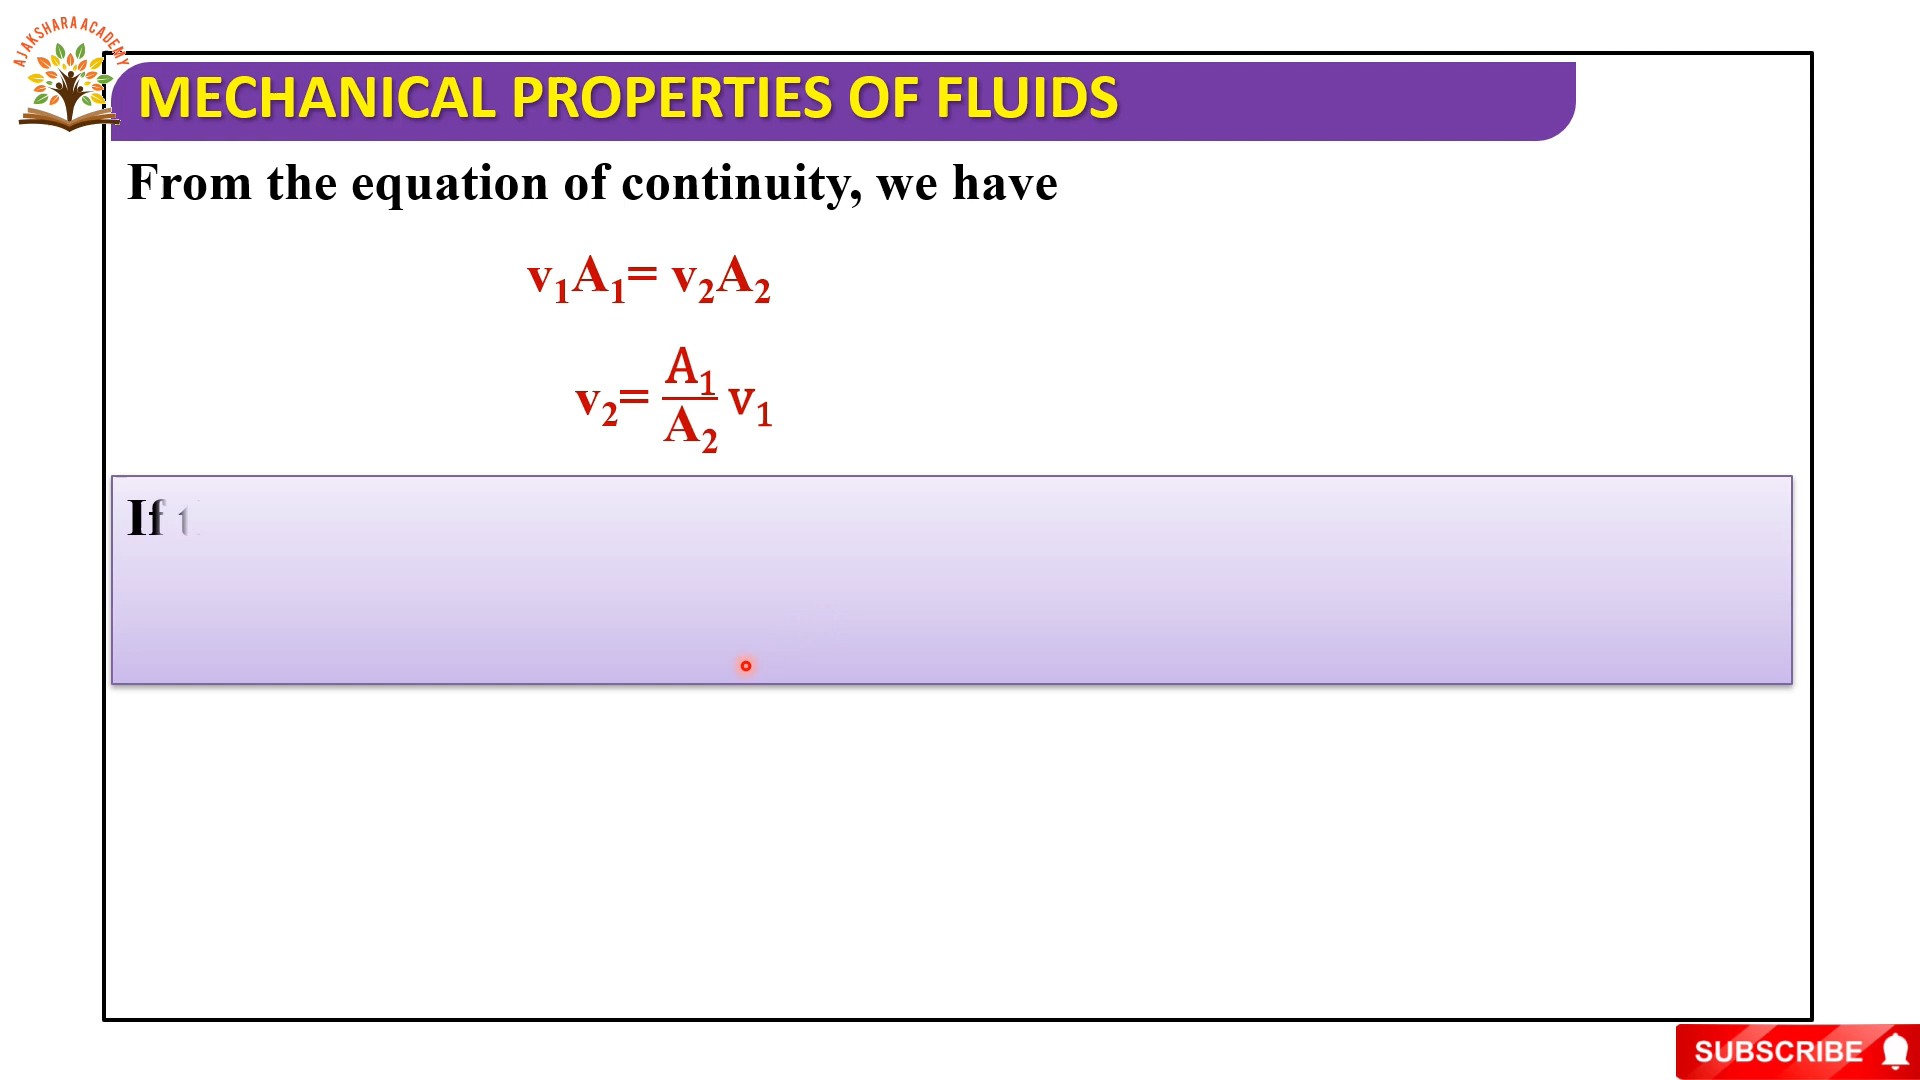 AJAKSHARA ACADEMY
MECHANICAL PROPERTIES OF FLUIDS
From the equation of continuity, we have
v₁A₁= v₂A₂
v₂= A₁/A₂ v₁
If
SUBSCRIBE